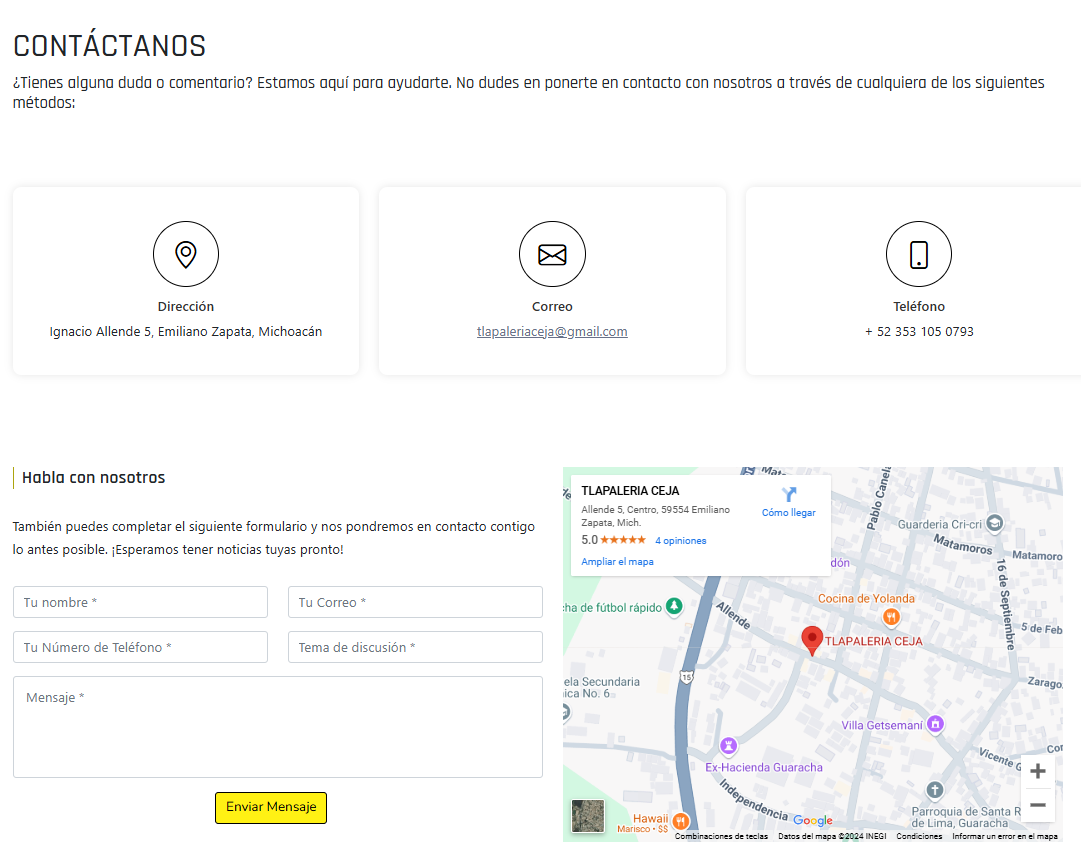 CONTÁCTANOS
¿Tienes alguna duda o comentario? Estamos aquí para ayudarte. No dudes en ponerte en contacto con nosotros a través de cualquiera de los siguientes
métodos:
Dirección
Ignacio Allende 5, Emiliano Zapata, Michoacán
Correo
tlapaleriaceja@gmail.com
Teléfono
+ 52 353 105 0793
Habla con nosotros
También puedes completar el siguiente formulario y nos pondremos en contacto contigo
lo antes posible. ¡Esperamos tener noticias tuyas pronto!
Tu nombre *
Tu Correo *
Tu Número de Teléfono *
Tema de discusión *
Mensaje *
Enviar Mensaje
TLAPALERIA CEJA
Allende 5, Centro, 59554 Emiliano
Zapata, Mich.
5.0
4 opiniones
Ampliar el mapa
Cómo llegar
Pablo Canela
Guarderia Cri-cri
Matamoros
Matamoros
16 de Septiembre
dón
Cocina de Yolanda
ha de fútbol rápido
Allende
5 de Feb
TLAPALERIA CEJA
15
ela Secundaria
ica No. 6
Zarago
Villa Getsemaní
Ex-Hacienda Guaracha
Vicente G
Cor
Independencia
Parroquia de Santa R
de Lima, Guaracha
Hawaii
Marisco • $$
Google
Combinaciones de teclas
Datos del mapa ©2024 INEGI
Condiciones
Informar un error en el mapa